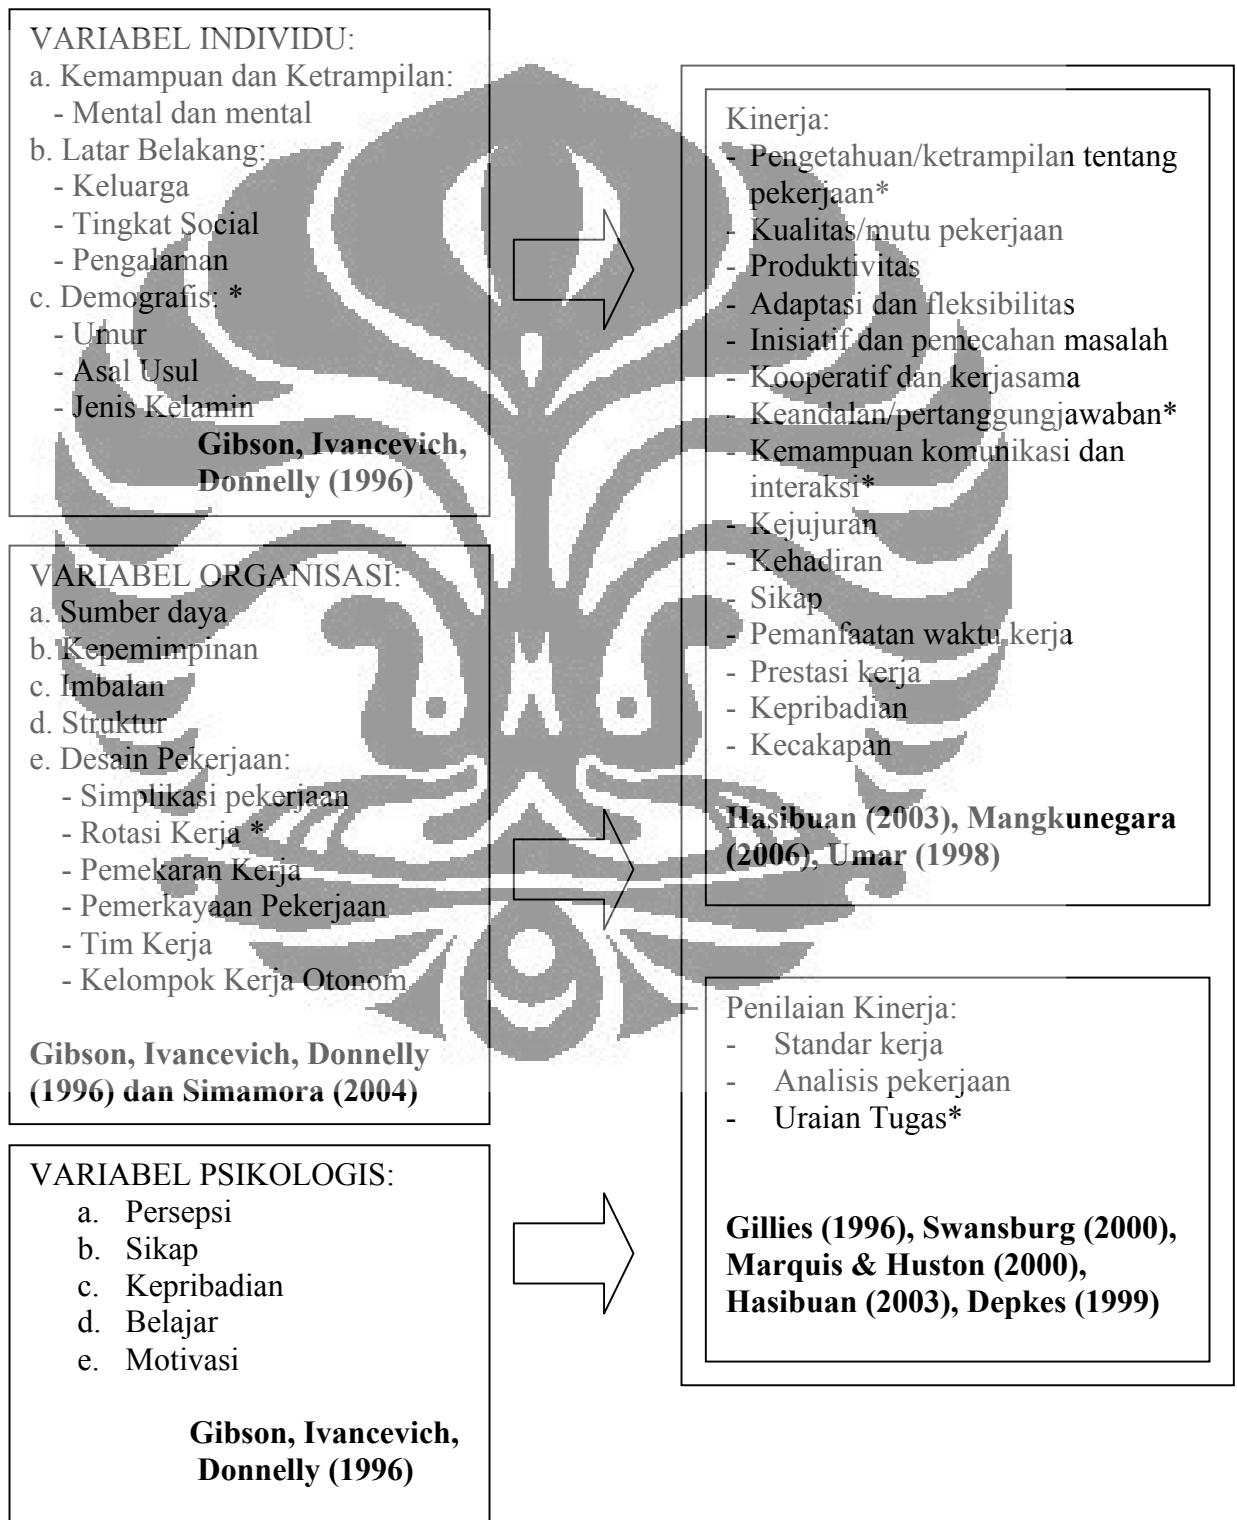 VARIABEL INDIVIDU:
a. Kemampuan dan Ketrampilan:
- Mental dan mental
b. Latar Belakang:
- Keluarga
- Tingkat Social
- Pengalaman
c. Demografis: *
- Umur
- Asal Usul
- Jenis Kelamin
Gibson, Ivancevich,
Donnelly (1996)
VARIABEL ORGANISASI:
a. Sumber daya
b. Kepemimpinan
c. Imbalan
d. Struktur
e. Desain Pekerjaan:
- Simplikasi pekerjaan
- Rotasi Kerja *
- Pemekaran Kerja
- Pemerkayaan Pekerjaan
- Tim Kerja
- Kelompok Kerja Otonom
Gibson, Ivancevich, Donnelly
(1996) dan Simamora (2004)
VARIABEL PSIKOLOGIS:
a. Persepsi
b. Sikap
c. Kepribadian
d. Belajar
e. Motivasi
Gibson, Ivancevich,
Donnelly (1996)
Kinerja:
- Pengetahuan/ketrampilan tentang
pekerjaan*
- Kualitas/mutu pekerjaan
- Produktivitas
- Adaptasi dan fleksibilitas
- Inisiatif dan pemecahan masalah
- Kooperatif dan kerjasama
- Keandalan/pertanggungjawaban*
- Kemampuan komunikasi dan
interaksi*
- Kejujuran
- Kehadiran
- Sikap
- Pemanfaatan waktu kerja
- Prestasi kerja
- Kepribadian
- Kecakapan
Hasibuan (2003), Mangkunegara
(2006), Umar (1998)
Penilaian Kinerja:
- Standar kerja
- Analisis pekerjaan
- Uraian Tugas*
Gillies (1996), Swansburg (2000),
Marquis & Huston (2000),
Hasibuan (2003), Depkes (1999)